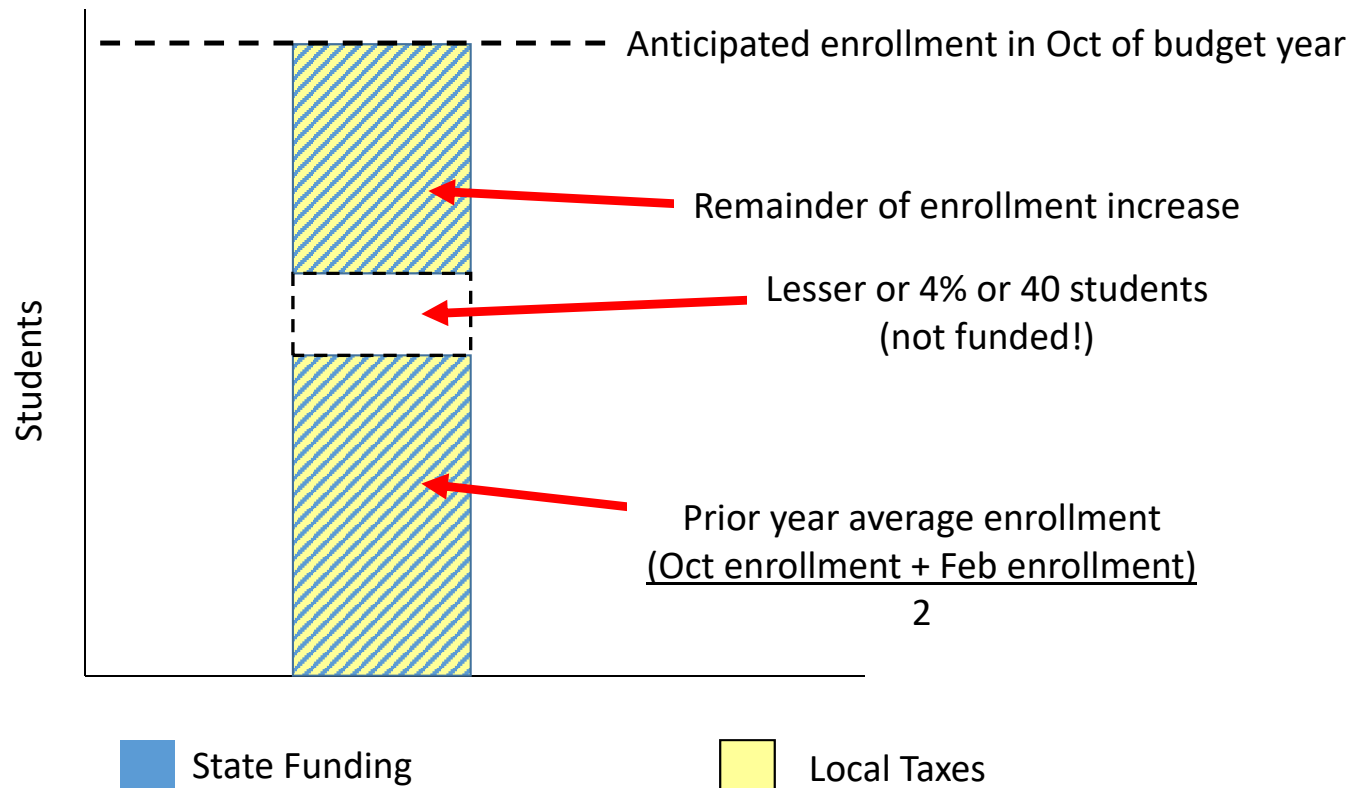 Anticipated enrollment in Oct of budget year
Remainder of enrollment increase
Lesser or 4% or 40 students
(not funded!)
Students
Prior year average enrollment
(Oct enrollment + Feb enrollment)
2
State Funding
Local Taxes